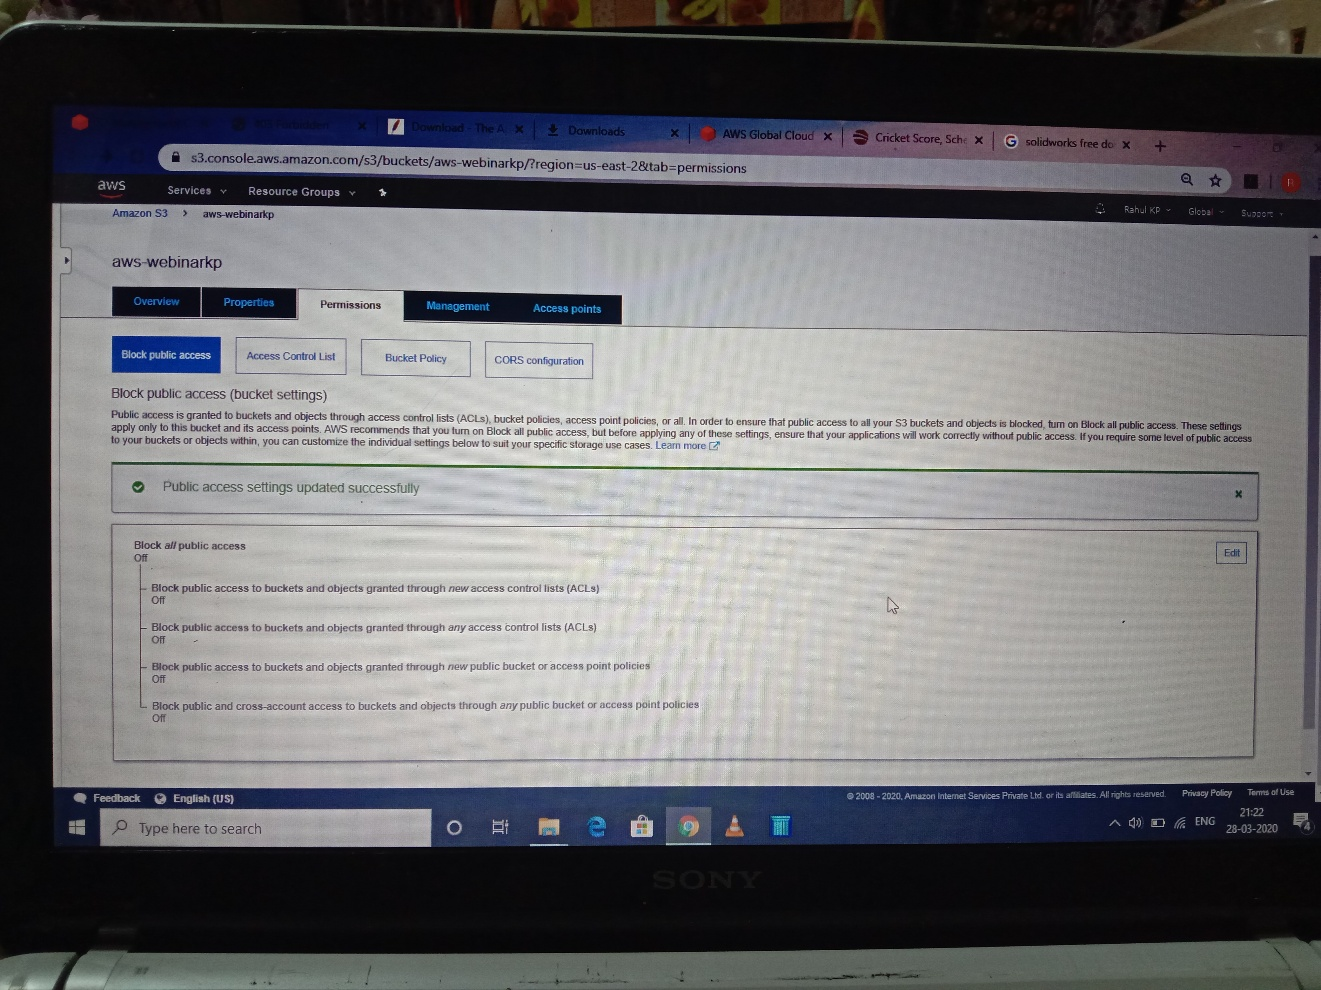 403 Forbidden
Download - The A
Downloads
AWS Global Cloud
Cricket Score, Sche
solidworks free do
s3.console.aws.amazon.com/s3/buckets/aws-webinarkp/?region=us-east-2&tab=permissions
R
aws
Services
Resource Groups
Rahul KP
Global
Support
Amazon S3 > aws-webinarkp
aws-webinarkp
Overview
Properties
Permissions
Management
Access points
Block public access
Access Control List
Bucket Policy
CORS configuration
Block public access (bucket settings)
Public access is granted to buckets and objects through access control lists (ACLs), bucket policies, access point policies, or all. In order to ensure that public access to all your S3 buckets and objects is blocked, turn on Block all public access. These settings
apply only to this bucket and its access points. AWS recommends that you turn on Block all public access, but before applying any of these settings, ensure that your applications will work correctly without public access. If you require some level of public access
to your buckets or objects within, you can customize the individual settings below to suit your specific storage use cases. Learn more
Public access settings updated successfully
Block all public access
Off
Edit
Block public access to buckets and objects granted through new access control lists (ACLs)
Off
Block public access to buckets and objects granted through any access control lists (ACLs)
Off
Block public access to buckets and objects granted through new public bucket or access point policies
Off
Block public and cross-account access to buckets and objects through any public bucket or access point policies
Off
Feedback
English (US)
© 2008 - 2020, Amazon Internet Services Private Ltd. or its affiliates. All rights reserved.
Privacy Policy
Terms of Use
Type here to search
ENG
21:22
28-03-2020
4
SONY